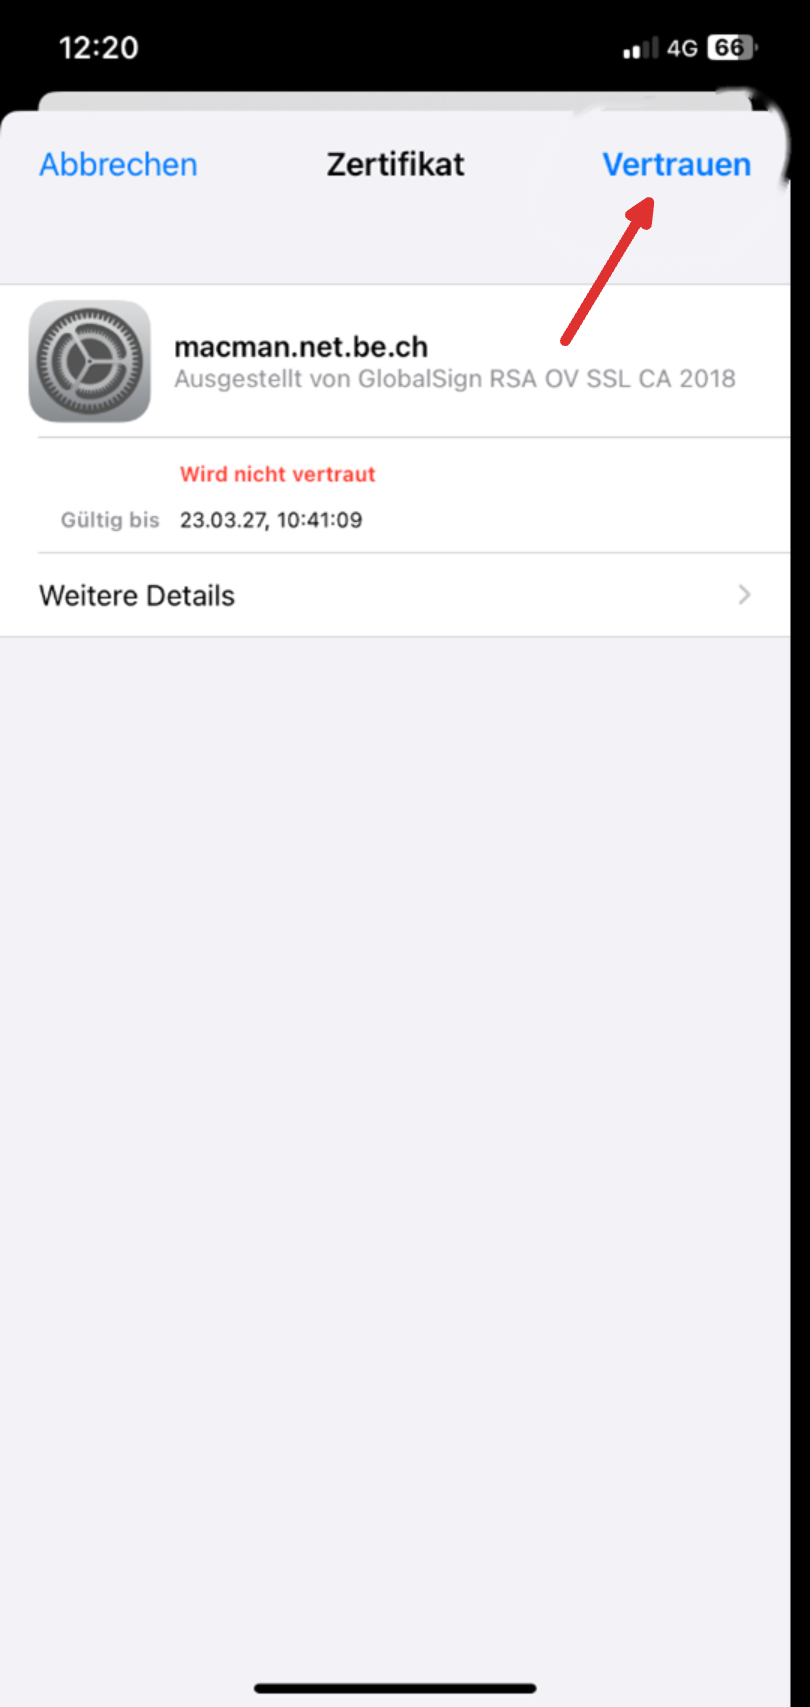 12:20 4G 66
Abbrechen Zertifikat Vertrauen
macman.net.be.ch
Ausgestellt von GlobalSign RSA OV SSL CA 2018
Wird nicht vertraut
Gültig bis 23.03.27, 10:41:09
Weitere Details